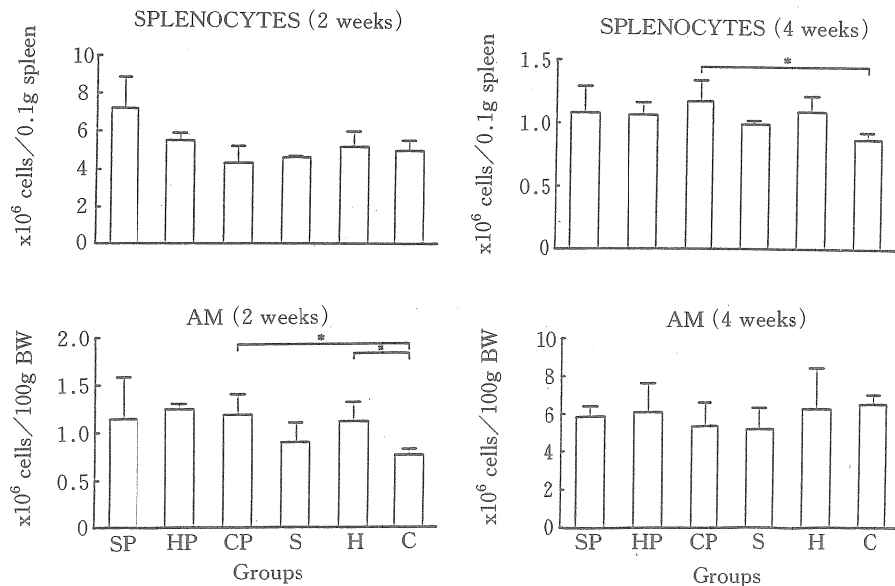 SPLENOCYTES (2 weeks)
x10⁶ cells/0.1g spleen
10
8
6
4
2
0
SPLENOCYTES (4 weeks)
x10⁶ cells/0.1g spleen
1.5
1.0
0.5
0
*
AM (2 weeks)
x10⁶ cells/100g BW
2.0
1.5
1.0
0.5
0
*
*
SP HP CP S H C
Groups
AM (4 weeks)
x10⁶ cells/100g BW
10
8
6
4
2
0
SP HP CP S H C
Groups